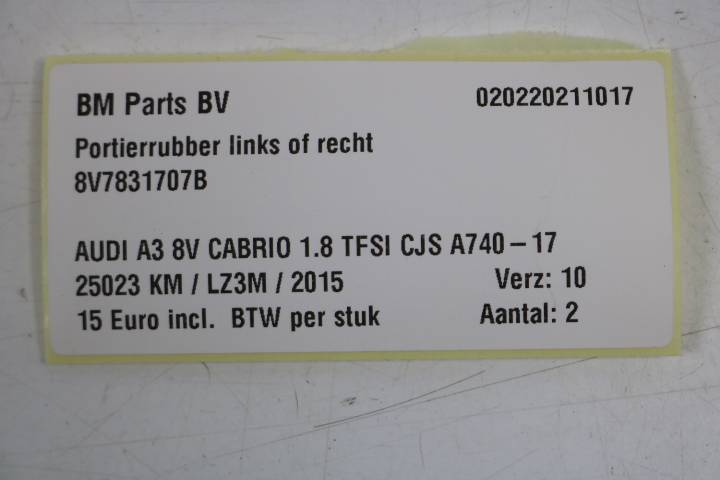 BM Parts BV 020220211017
Portierrubber links of recht
8V7831707B
AUDI A3 8V CABRIO 1.8 TFSI CJS A740-17
25023 KM / LZ3M / 2015 Verz: 10
15 Euro incl. BTW per stuk Aantal: 2